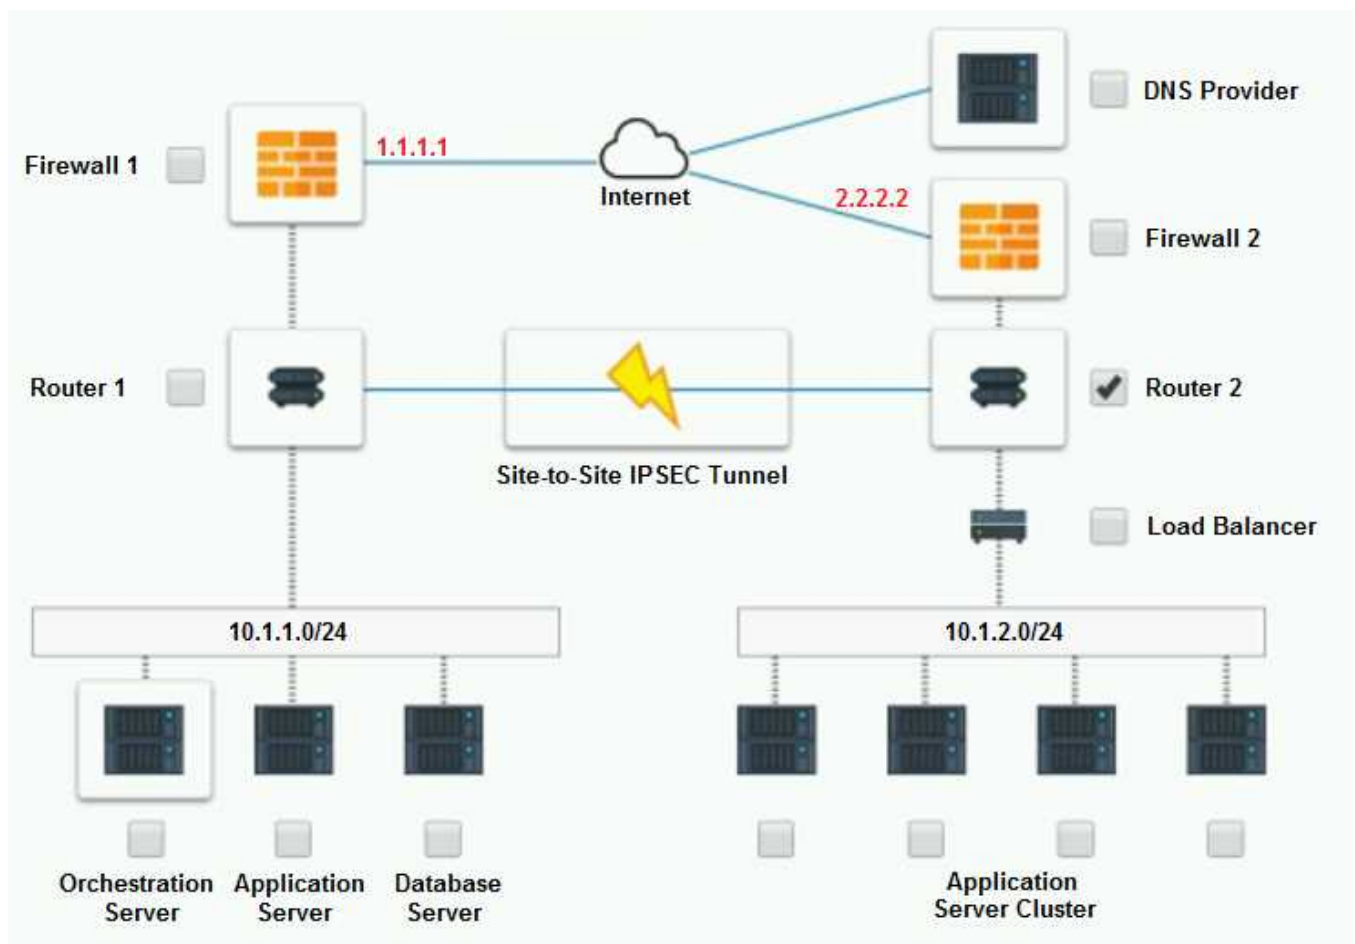 DNS Provider
1.1.1.1
Firewall 1
Internet
2.2.2.2
Firewall 2
Router 1
Router 2
Site-to-Site IPSEC Tunnel
Load Balancer
10.1.1.0/24
10.1.2.0/24
Orchestration
Server
Application
Server
Database
Server
Application
Server Cluster